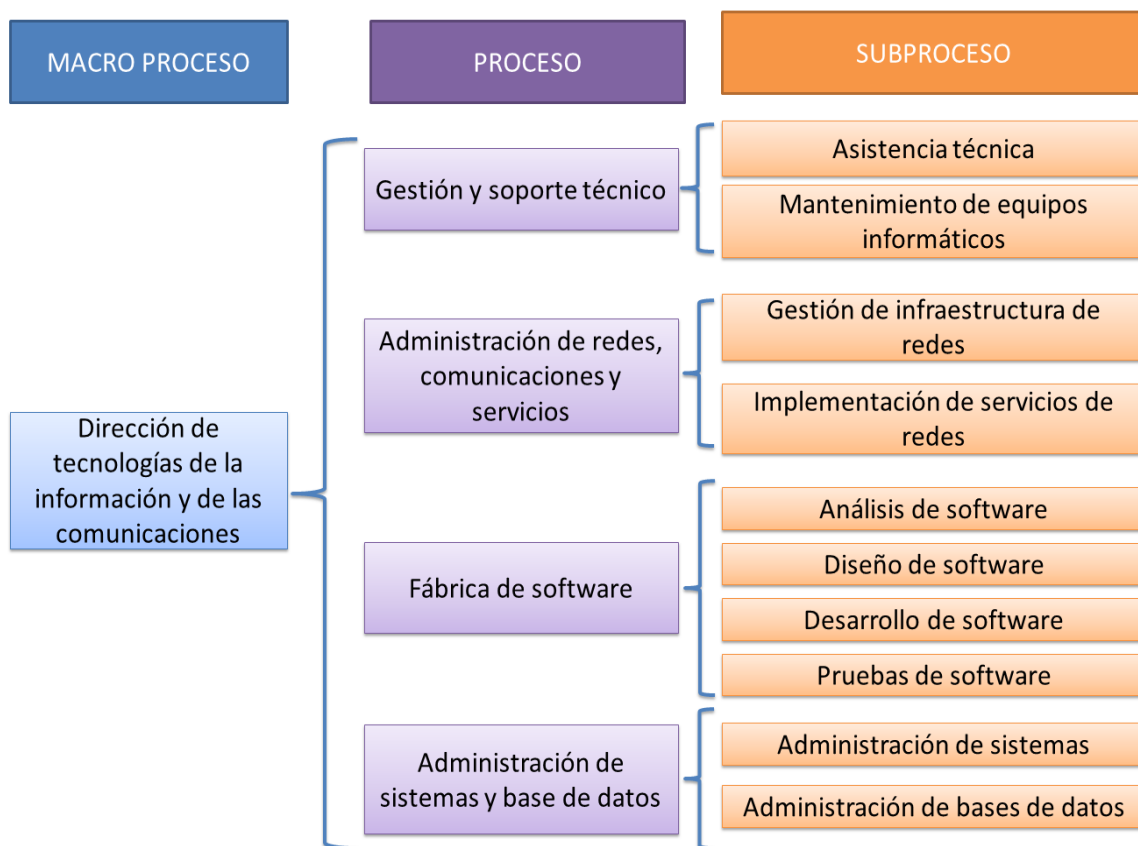 MACRO PROCESO
PROCESO
SUBPROCESO
Dirección de
tecnologías de la
información y de las
comunicaciones
Gestión y soporte técnico
Asistencia técnica
Mantenimiento de equipos
informáticos
Administración de redes,
comunicaciones y
servicios
Gestión de infraestructura de
redes
Implementación de servicios de
redes
Fábrica de software
Análisis de software
Diseño de software
Desarrollo de software
Pruebas de software
Administración de
sistemas y base de datos
Administración de sistemas
Administración de bases de datos